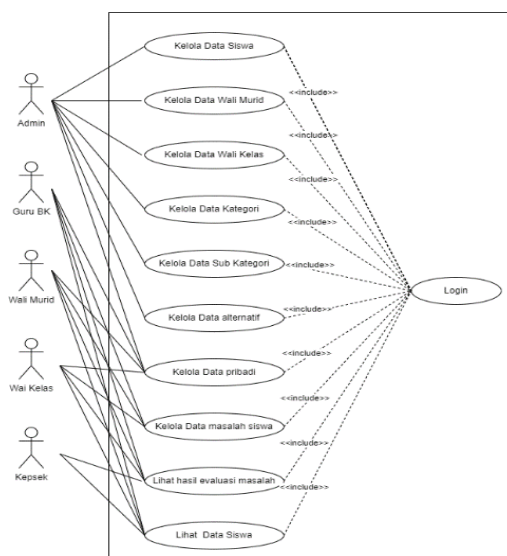 Kelola Data Siswa
Kelola Data Wali Murid
Kelola Data Wali Kelas
Kelola Data Kategori
Kelola Data Sub Kategori
Kelola Data alternatif
Kelola Data pribadi
Kelola Data masalah siswa
Lihat hasil evaluasi masalah
Lihat Data Siswa
Admin
Guru BK
Wali Murid
Wai Kelas
Kepsek
<<include>>
<<include>>
<<include>>
<<include>>
<<include>>
<<include>>
<<include>>
<<include>>
<<include>>
<<include>>
Login